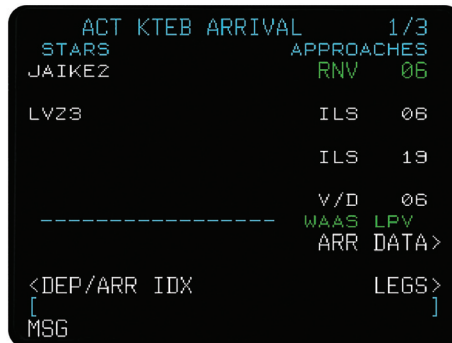 ACT KTEB ARRIVAL 1/3
STARS APPROACHES
JAIKE2 RNV 06
LVZ3 ILS 06
ILS 19
V/D 06
----------------- WAAS LPV
ARR DATA>
<DEP/ARR IDX LEGS>
[ ]
MSG